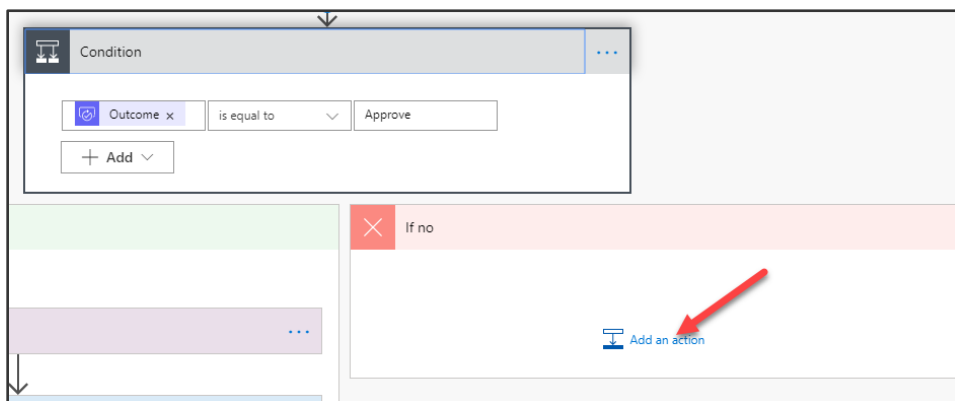 Condition
Outcome x
is equal to
Approve
Add
If no
Add an action